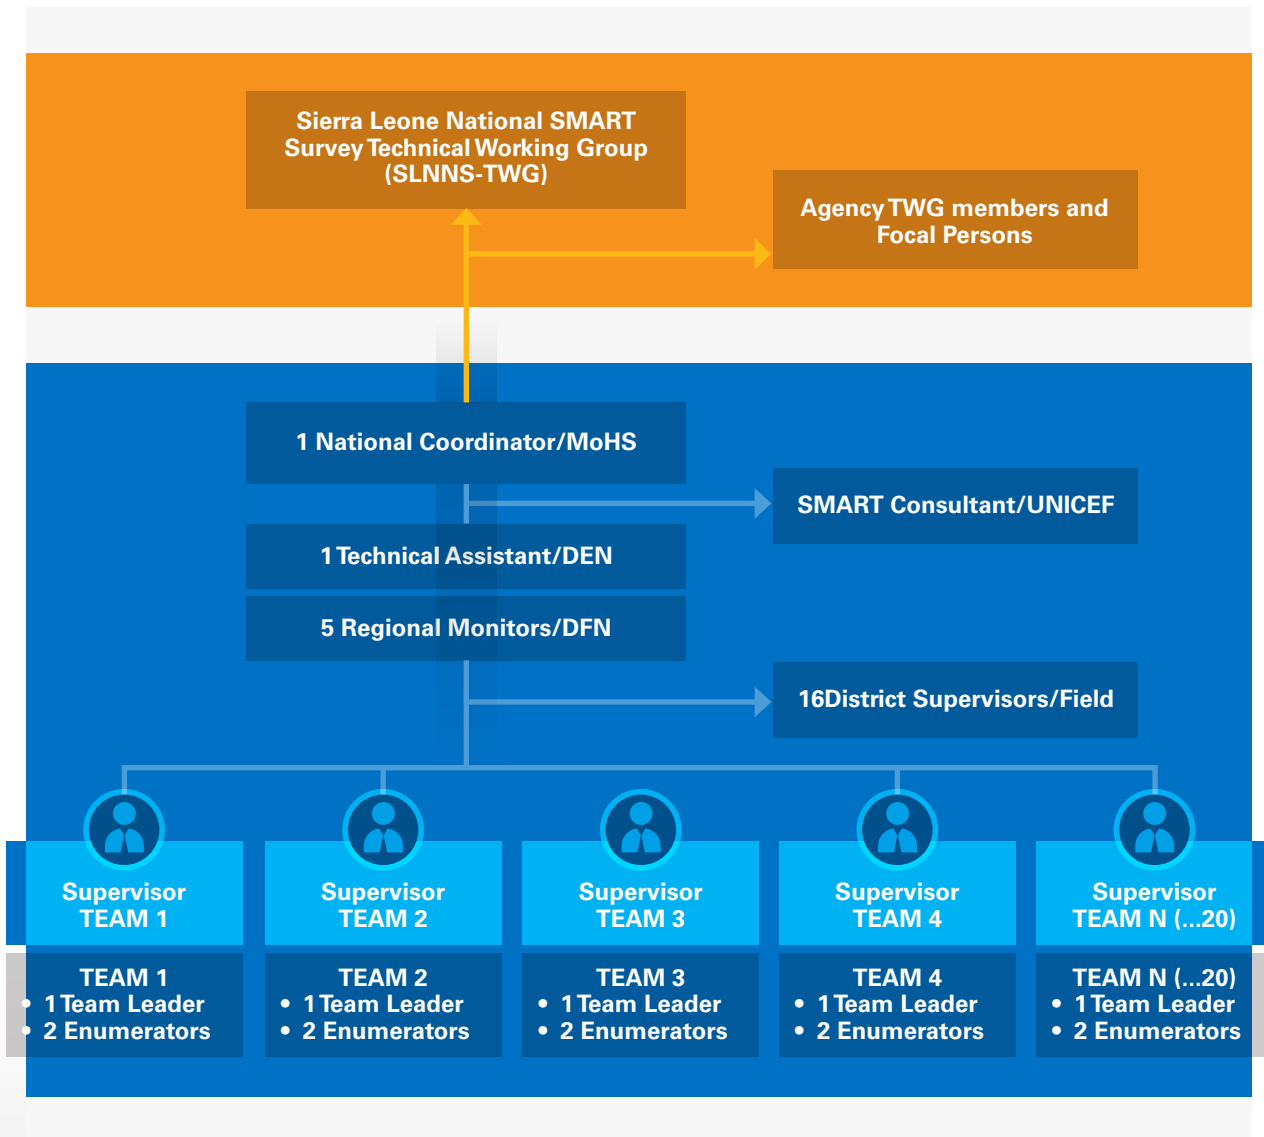 Sierra Leone National SMART
Survey Technical Working Group
(SLNNS-TWG)
Agency TWG members and
Focal Persons
1 National Coordinator/MoHS
SMART Consultant/UNICEF
1 Technical Assistant/DEN
5 Regional Monitors/DFN
16District Supervisors/Field
Supervisor
TEAM 1
Supervisor
TEAM 2
Supervisor
TEAM 3
Supervisor
TEAM 4
Supervisor
TEAM N (...20)
TEAM 1
• 1 Team Leader
• 2 Enumerators
TEAM 2
• 1 Team Leader
• 2 Enumerators
TEAM 3
• 1 Team Leader
• 2 Enumerators
TEAM 4
• 1 Team Leader
• 2 Enumerators
TEAM N (...20)
• 1 Team Leader
• 2 Enumerators